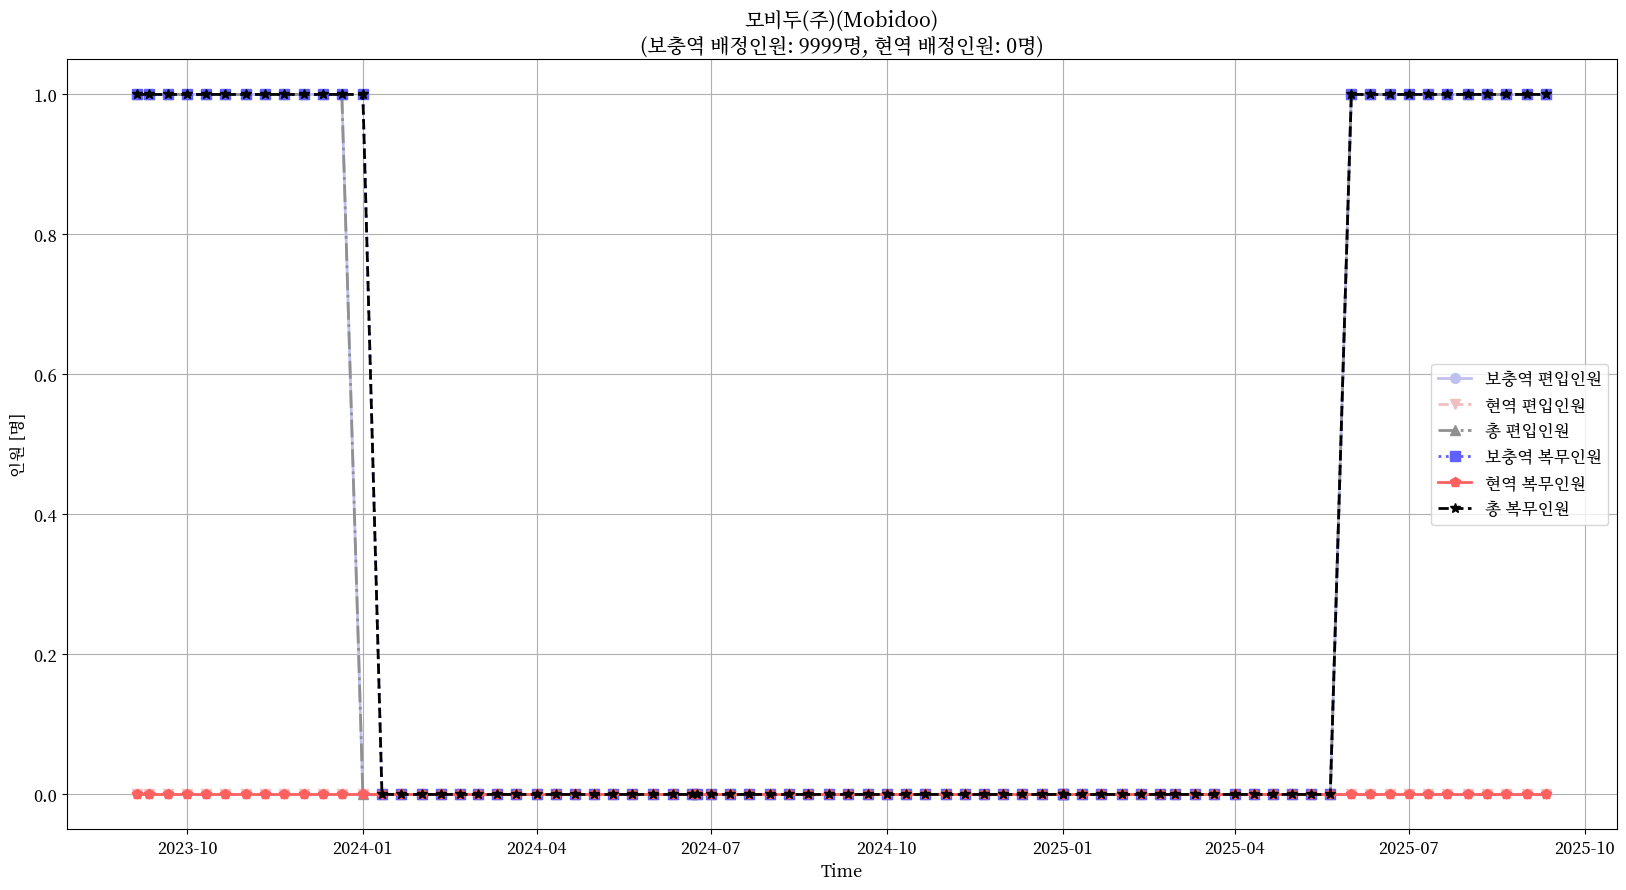 모비두(주)(Mobidoo)
(보충역 배정인원: 9999명, 현역 배정인원: 0명)
인원 [명]
1.0
0.8
0.6
0.4
0.2
0.0
보충역 편입인원
현역 편입인원
총 편입인원
보충역 복무인원
현역 복무인원
총 복무인원
2023-10 2024-01 2024-04 2024-07 2024-10 2025-01 2025-04 2025-07 2025-10
Time